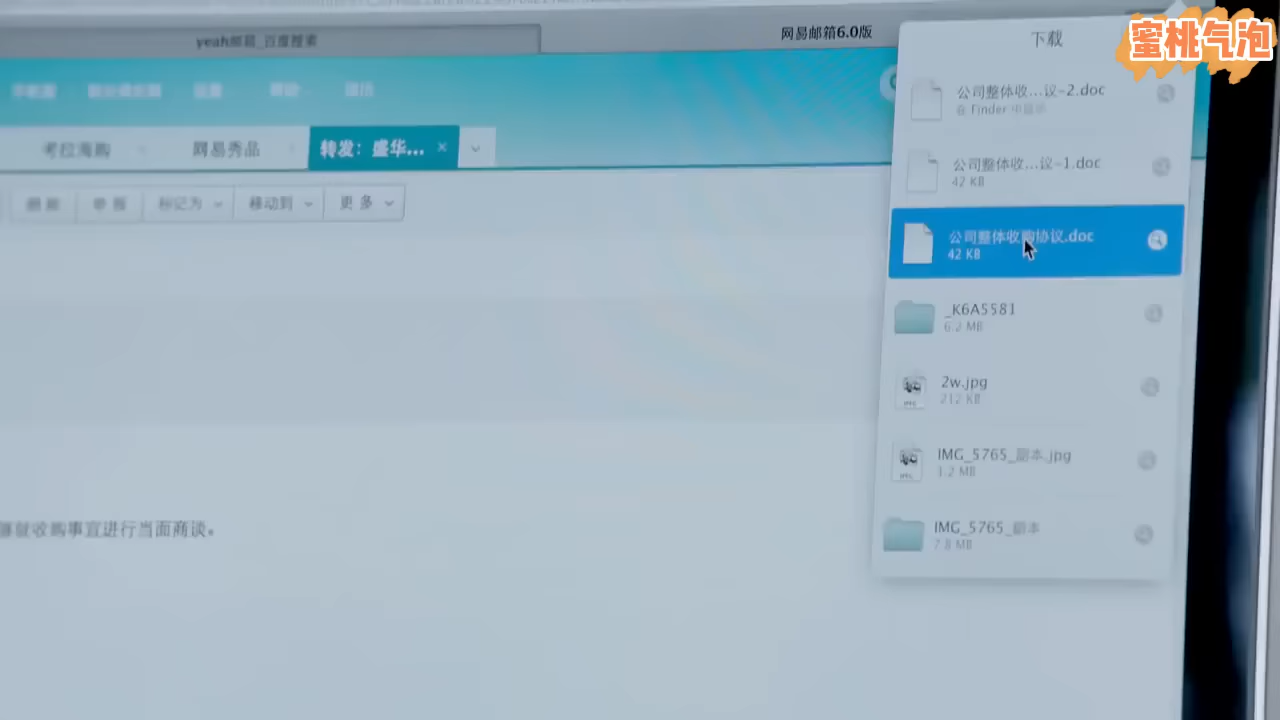 蜜桃气泡
yeah邮箱_百度搜索
网易邮箱6.0版
下载
考拉海购
网易秀品
转发：盛华...
标记为
移动到
更多
公司整体收...议-2.doc
在 Finder 中显示
公司整体收...议-1.doc
42 KB
公司整体收购协议.doc
42 KB
_K6A5581
6.2 MB
2w.jpg
212 KB
IMG_5765_副本.jpg
1.2 MB
IMG_5765_副本
7.8 MB
就收购事宜进行当面商谈。